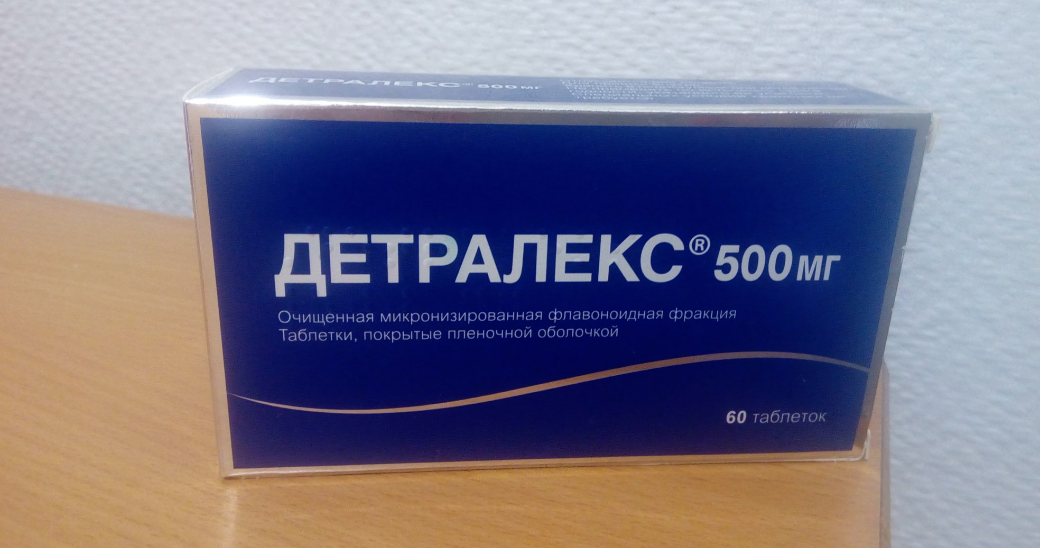 ДЕТРАЛЕКС® 500 мг
ДЕТРАЛЕКС® 500 мг
Очищенная микронизированная флавоноидная фракция
Таблетки, покрытые пленочной оболочкой
60 таблеток